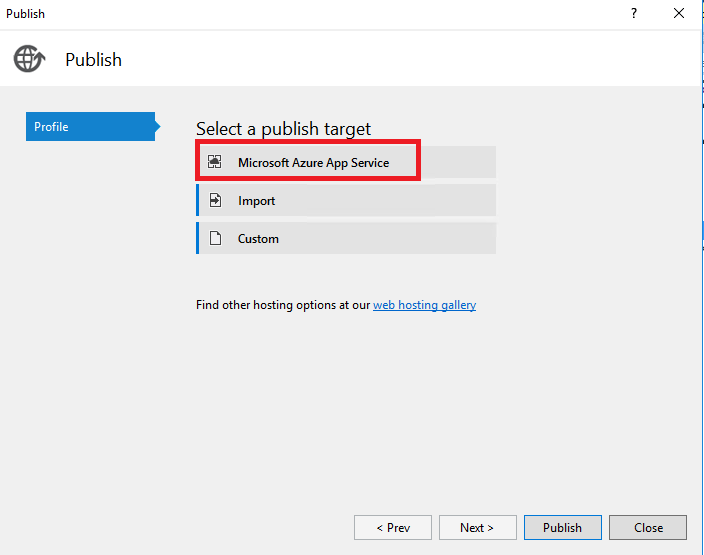 Publish
?
Publish
Profile
Select a publish target
Microsoft Azure App Service
Import
Custom
Find other hosting options at our web hosting gallery
< Prev
Next >
Publish
Close